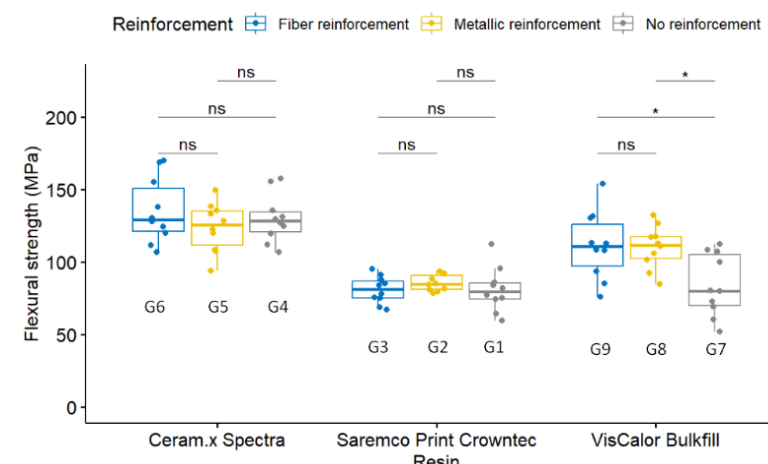 Reinforcement Fiber reinforcement Metallic reinforcement No reinforcement
Flexural strength (MPa)
200
150
100
50
0
ns
ns
ns
ns
ns
ns
*
*
ns
G6 G5 G4
G3 G2 G1
G9 G8 G7
Ceram.x Spectra
Saremco Print Crowntec
Resin
VisCalor Bulkfill